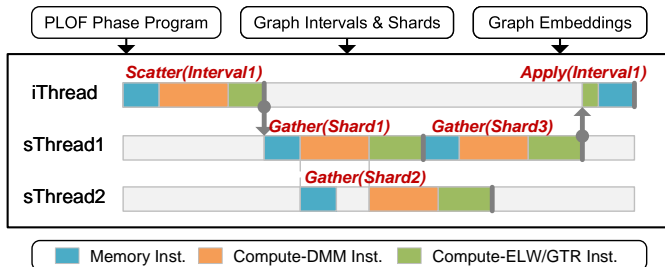 PLOF Phase Program
Graph Intervals & Shards
Graph Embeddings
Scatter(Interval1)
Apply(Interval1)
iThread
Gather(Shard1)
Gather(Shard3)
sThread1
Gather(Shard2)
sThread2
Memory Inst.
Compute-DMM Inst.
Compute-ELW/GTR Inst.